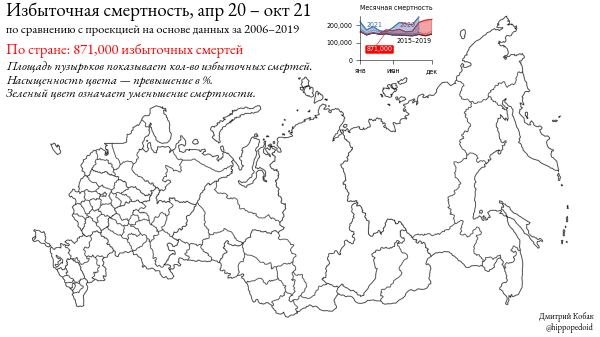 Избыточная смертность, апр 20 – окт 21
по сравнению с проекцией на основе данных за 2006–2019
По стране: 871,000 избыточных смертей
Площадь пузырьков показывает кол-во избыточных смертей.
Насыщенность цвета — превышение в %.
Зеленый цвет означает уменьшение смертности.
Месячная смертность
200,000
100,000
0
2021
2020
2015–2019
871,000
янв
июн
дек
Дмитрий Кобак
@hippopedoid